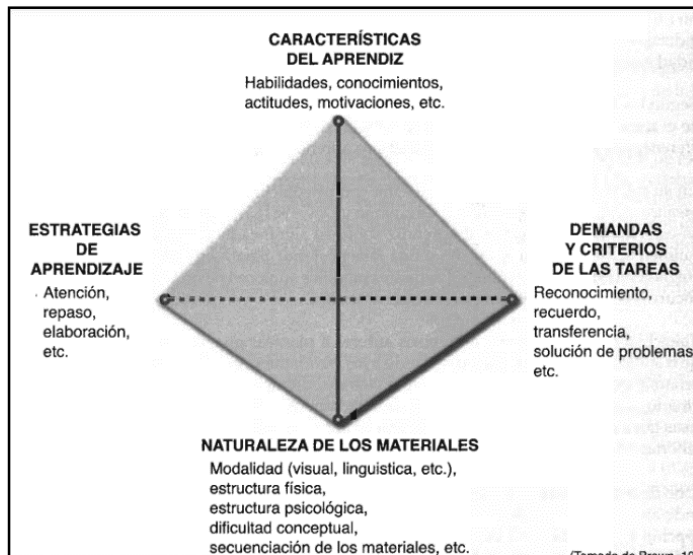 CARACTERÍSTICAS
DEL APRENDIZ
Habilidades, conocimientos,
actitudes, motivaciones, etc.
ESTRATEGIAS
DE
APRENDIZAJE
Atención,
repaso,
elaboración,
etc.
DEMANDAS
Y CRITERIOS
DE LAS TAREAS
Reconocimiento,
recuerdo,
transferencia,
solución de problemas
etc.
NATURALEZA DE LOS MATERIALES
Modalidad (visual, linguistica, etc.),
estructura física,
estructura psicológica,
dificultad conceptual,
secuenciación de los materiales, etc.